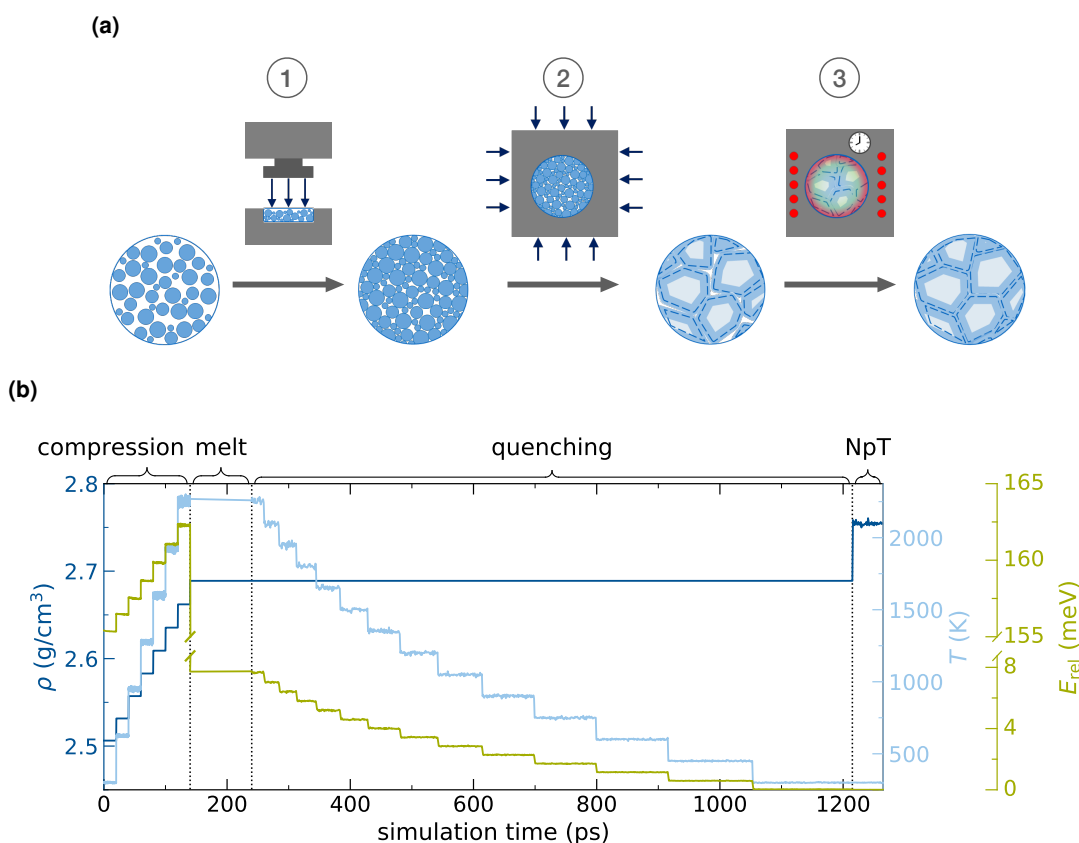 (a)
1 2 3
(b)
compression melt quenching NpT
2.8 165
2000
2.7 160
1500
155
2.6 8
1000
4
2.5 500
0
ρ (g/cm³)
T (K)
E_rel (meV)
0 200 400 600 800 1000 1200
simulation time (ps)